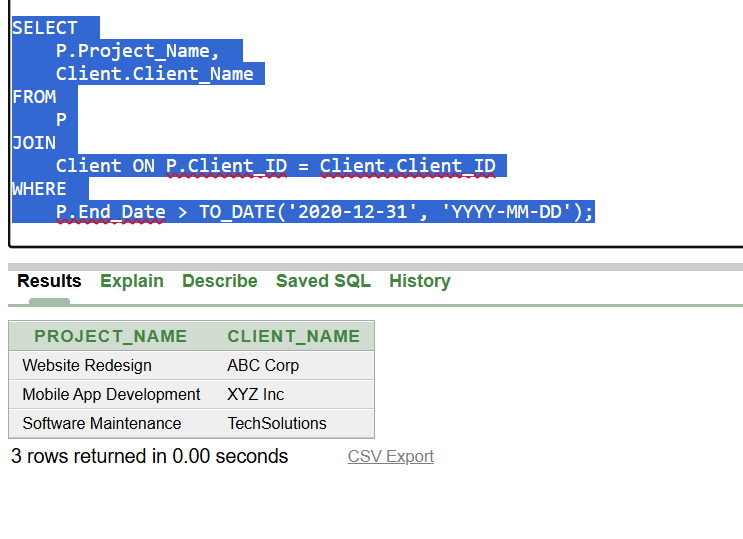 SELECT
P.Project_Name,
Client.Client_Name
FROM
P
JOIN
Client ON P.Client_ID = Client.Client_ID
WHERE
P.End_Date > TO_DATE('2020-12-31', 'YYYY-MM-DD');
Results Explain Describe Saved SQL History
PROJECT_NAME CLIENT_NAME
Website Redesign ABC Corp
Mobile App Development XYZ Inc
Software Maintenance TechSolutions
3 rows returned in 0.00 seconds CSV Export